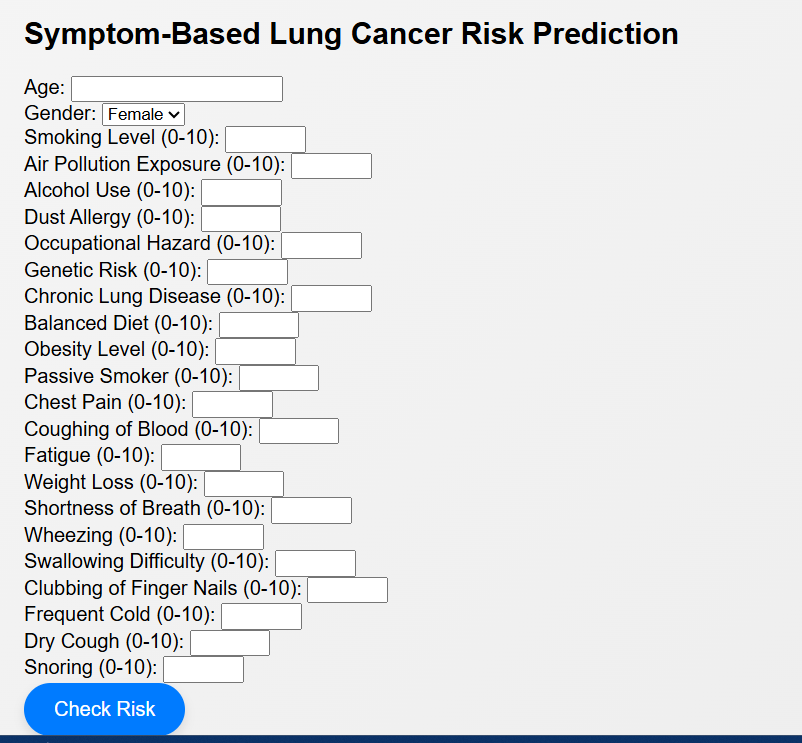 Symptom-Based Lung Cancer Risk Prediction
Age:
Gender: Female
Smoking Level (0-10):
Air Pollution Exposure (0-10):
Alcohol Use (0-10):
Dust Allergy (0-10):
Occupational Hazard (0-10):
Genetic Risk (0-10):
Chronic Lung Disease (0-10):
Balanced Diet (0-10):
Obesity Level (0-10):
Passive Smoker (0-10):
Chest Pain (0-10):
Coughing of Blood (0-10):
Fatigue (0-10):
Weight Loss (0-10):
Shortness of Breath (0-10):
Wheezing (0-10):
Swallowing Difficulty (0-10):
Clubbing of Finger Nails (0-10):
Frequent Cold (0-10):
Dry Cough (0-10):
Snoring (0-10):
Check Risk